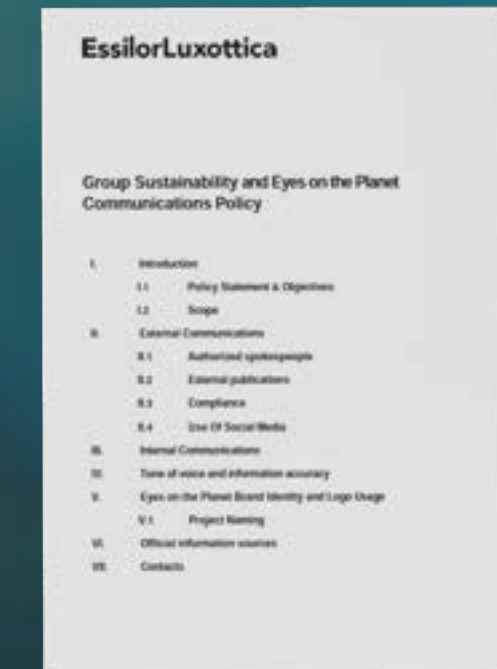 EssilorLuxottica
Group Sustainability and Eyes on the Planet
Communications Policy
I. Introduction
I.1 Policy Statement & Objectives
I.2 Scope
II. External Communications
II.1 Authorized spokespeople
II.2 External publications
II.3 Compliance
II.4 Use Of Social Media
III. Internal Communications
IV. Tone of voice and information accuracy
V. Eyes on the Planet Brand Identity and Logo Usage
V.1 Project Naming
VI. Official information sources
VII. Contacts